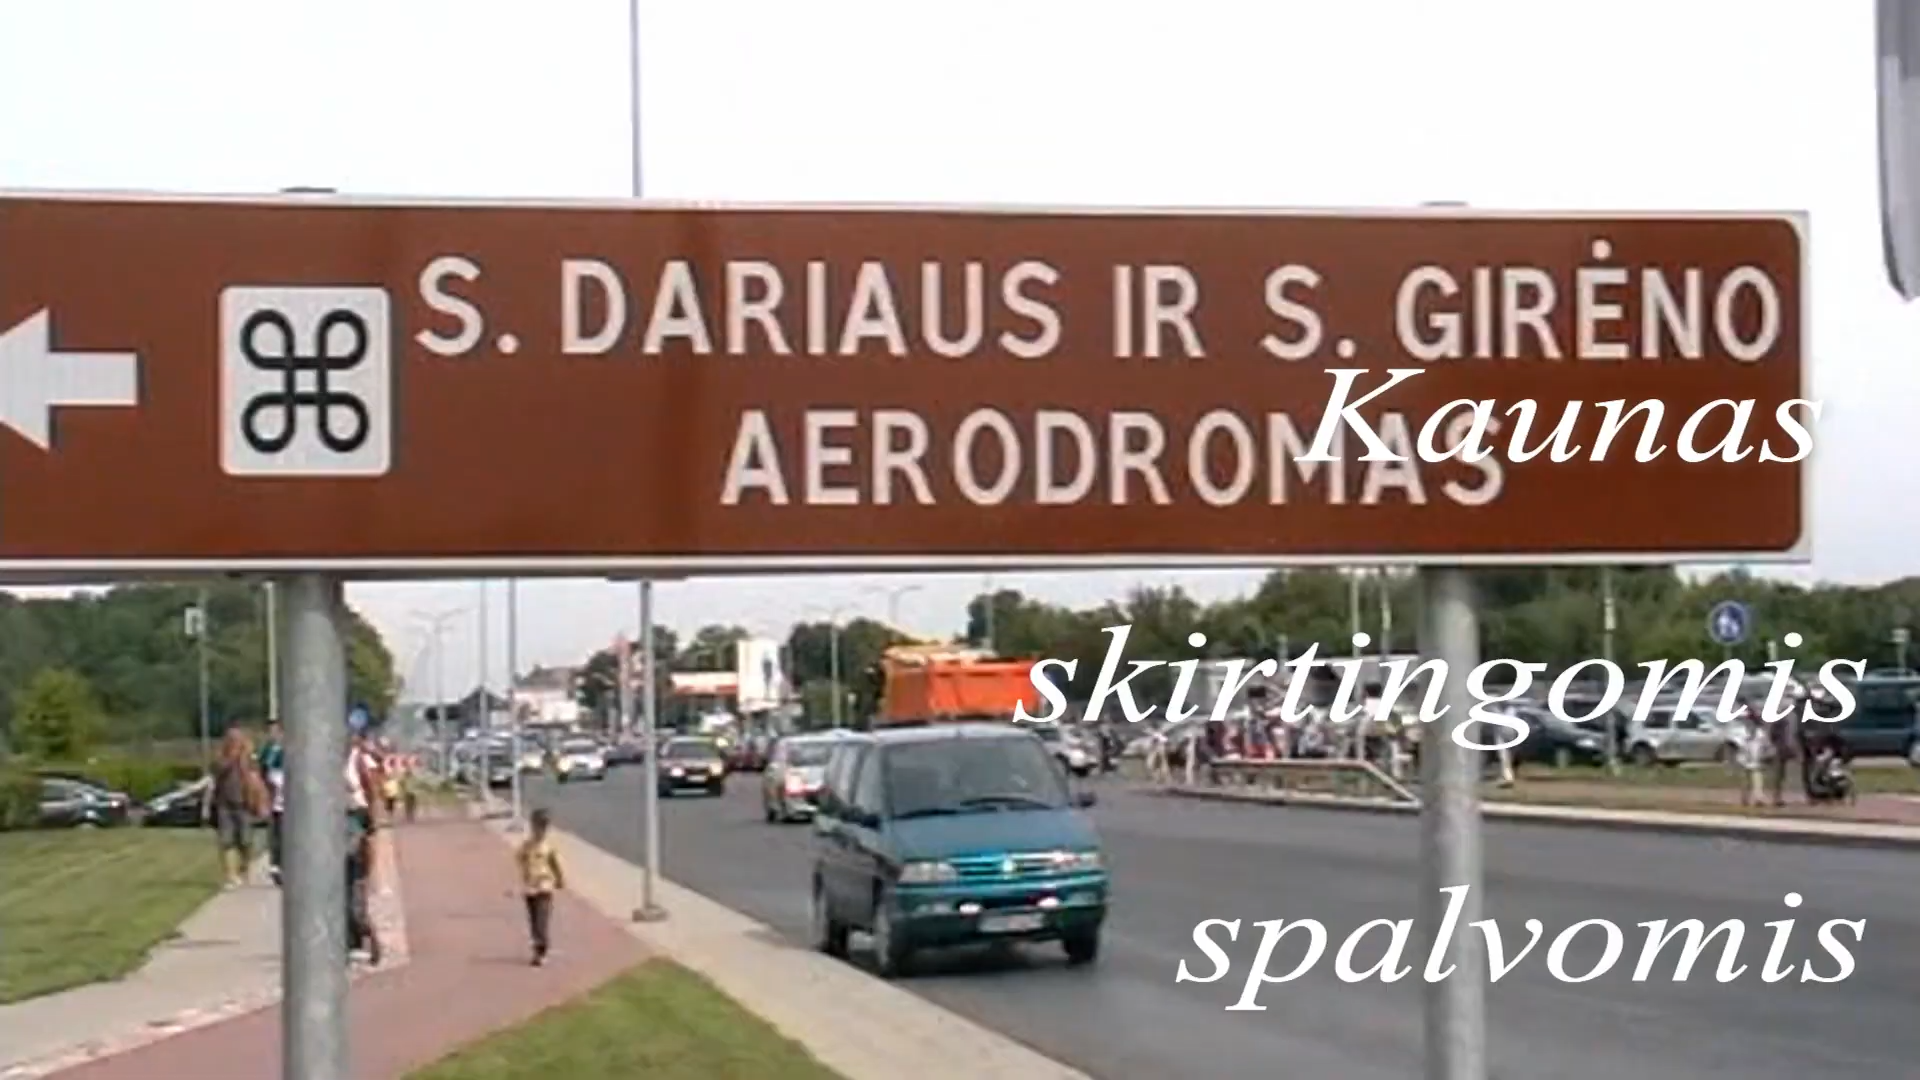 S. DARIAUS IR S. GIRĖNO
AERODROMAS
Kaunas
skirtingomis
spalvomis